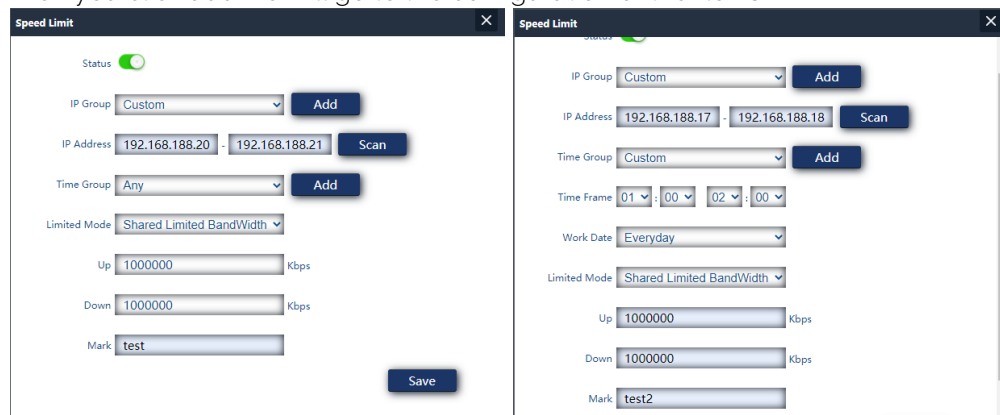 Speed Limit
Status
IP Group Custom Add
IP Address 192.168.188.20 - 192.168.188.21 Scan
Time Group Any Add
Limited Mode Shared Limited BandWidth
Up 1000000 Kbps
Down 1000000 Kbps
Mark test
Save
Speed Limit
Status
IP Group Custom Add
IP Address 192.168.188.17 - 192.168.188.18 Scan
Time Group Custom Add
Time Frame 01 : 00 02 : 00
Work Date Everyday
Limited Mode Shared Limited BandWidth
Up 1000000 Kbps
Down 1000000 Kbps
Mark test2